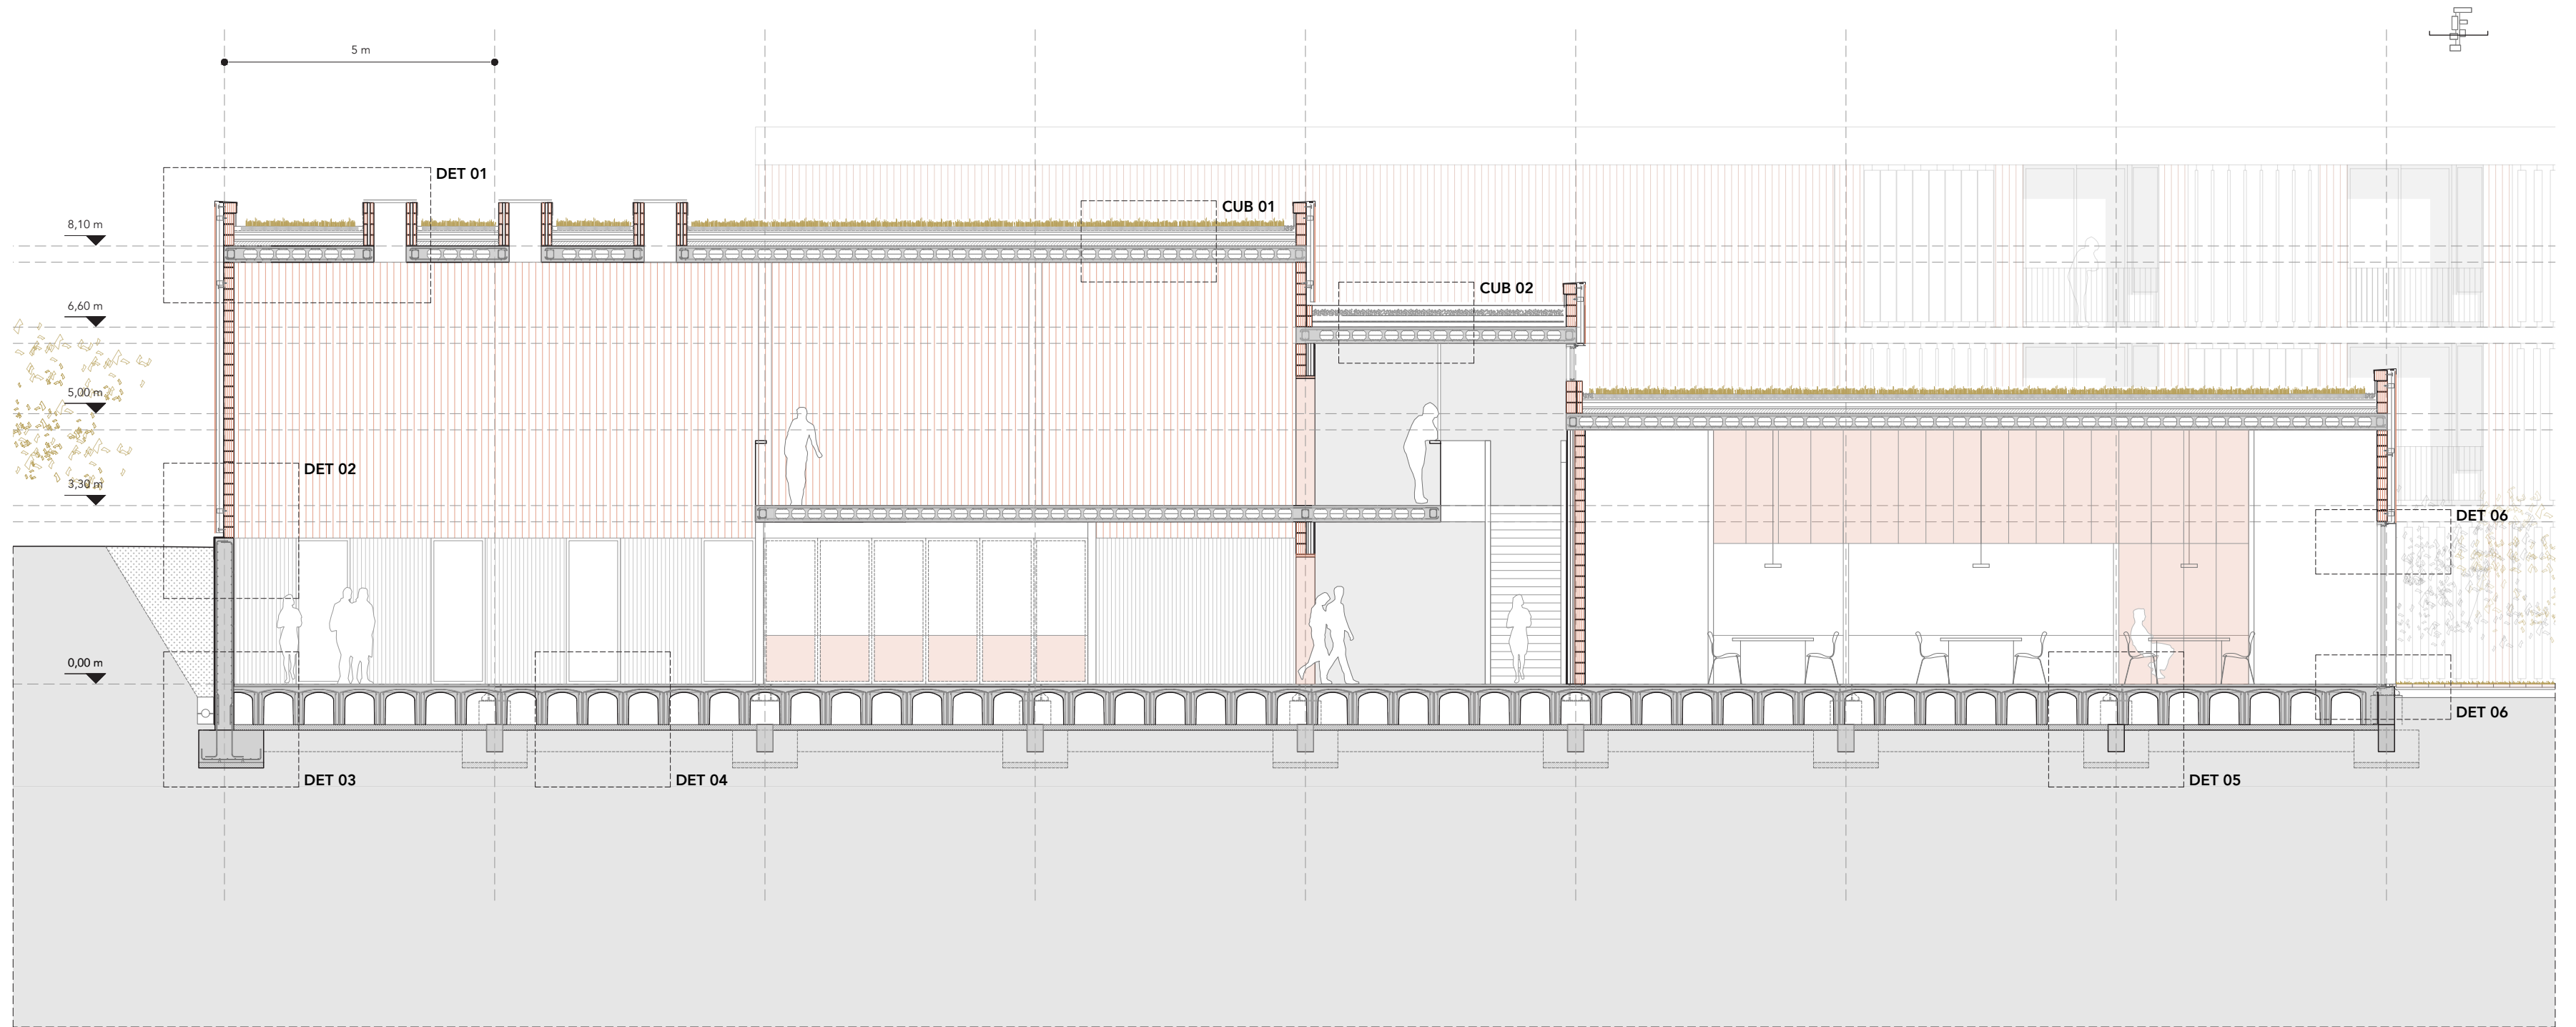 5 m
DET 01
CUB 01
8,10 m
CUB 02
6,60 m
5,00 m
DET 02
3,30 m
DET 06
0,00 m
DET 06
DET 03
DET 04
DET 05